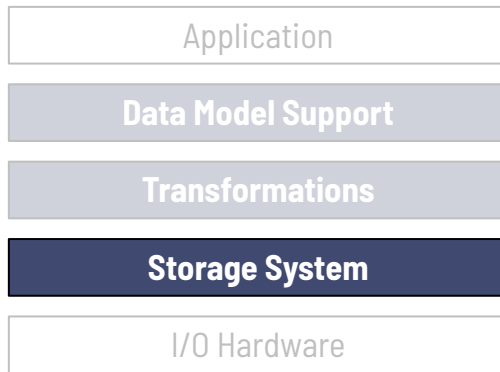 Application
Data Model Support
Transformations
Storage System
I/O Hardware